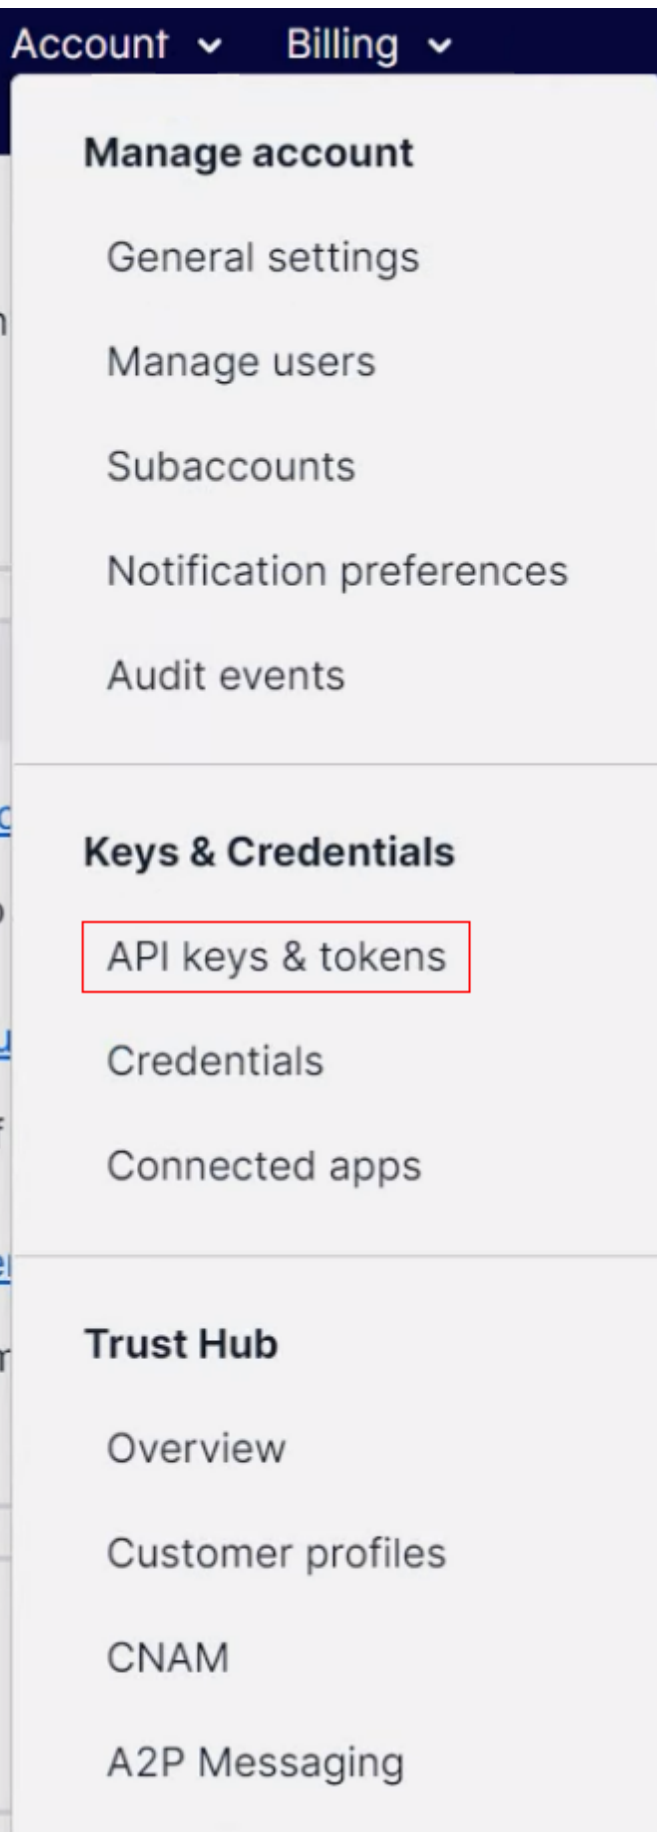 Account Billing
Manage account
General settings
Manage users
Subaccounts
Notification preferences
Audit events
Keys & Credentials
API keys & tokens
Credentials
Connected apps
Trust Hub
Overview
Customer profiles
CNAM
A2P Messaging